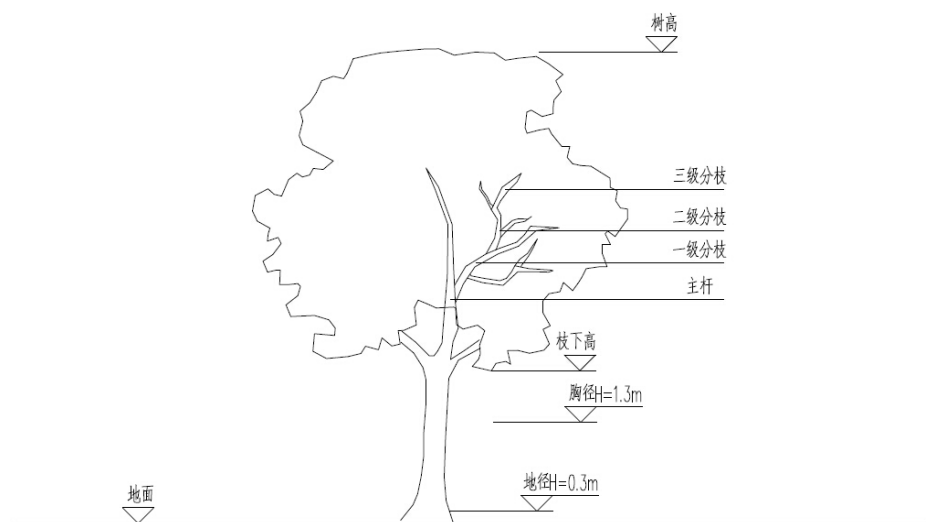 树高
三级分枝
二级分枝
一级分枝
主杆
枝下高
胸径H=1.3m
地径H=0.3m
地面